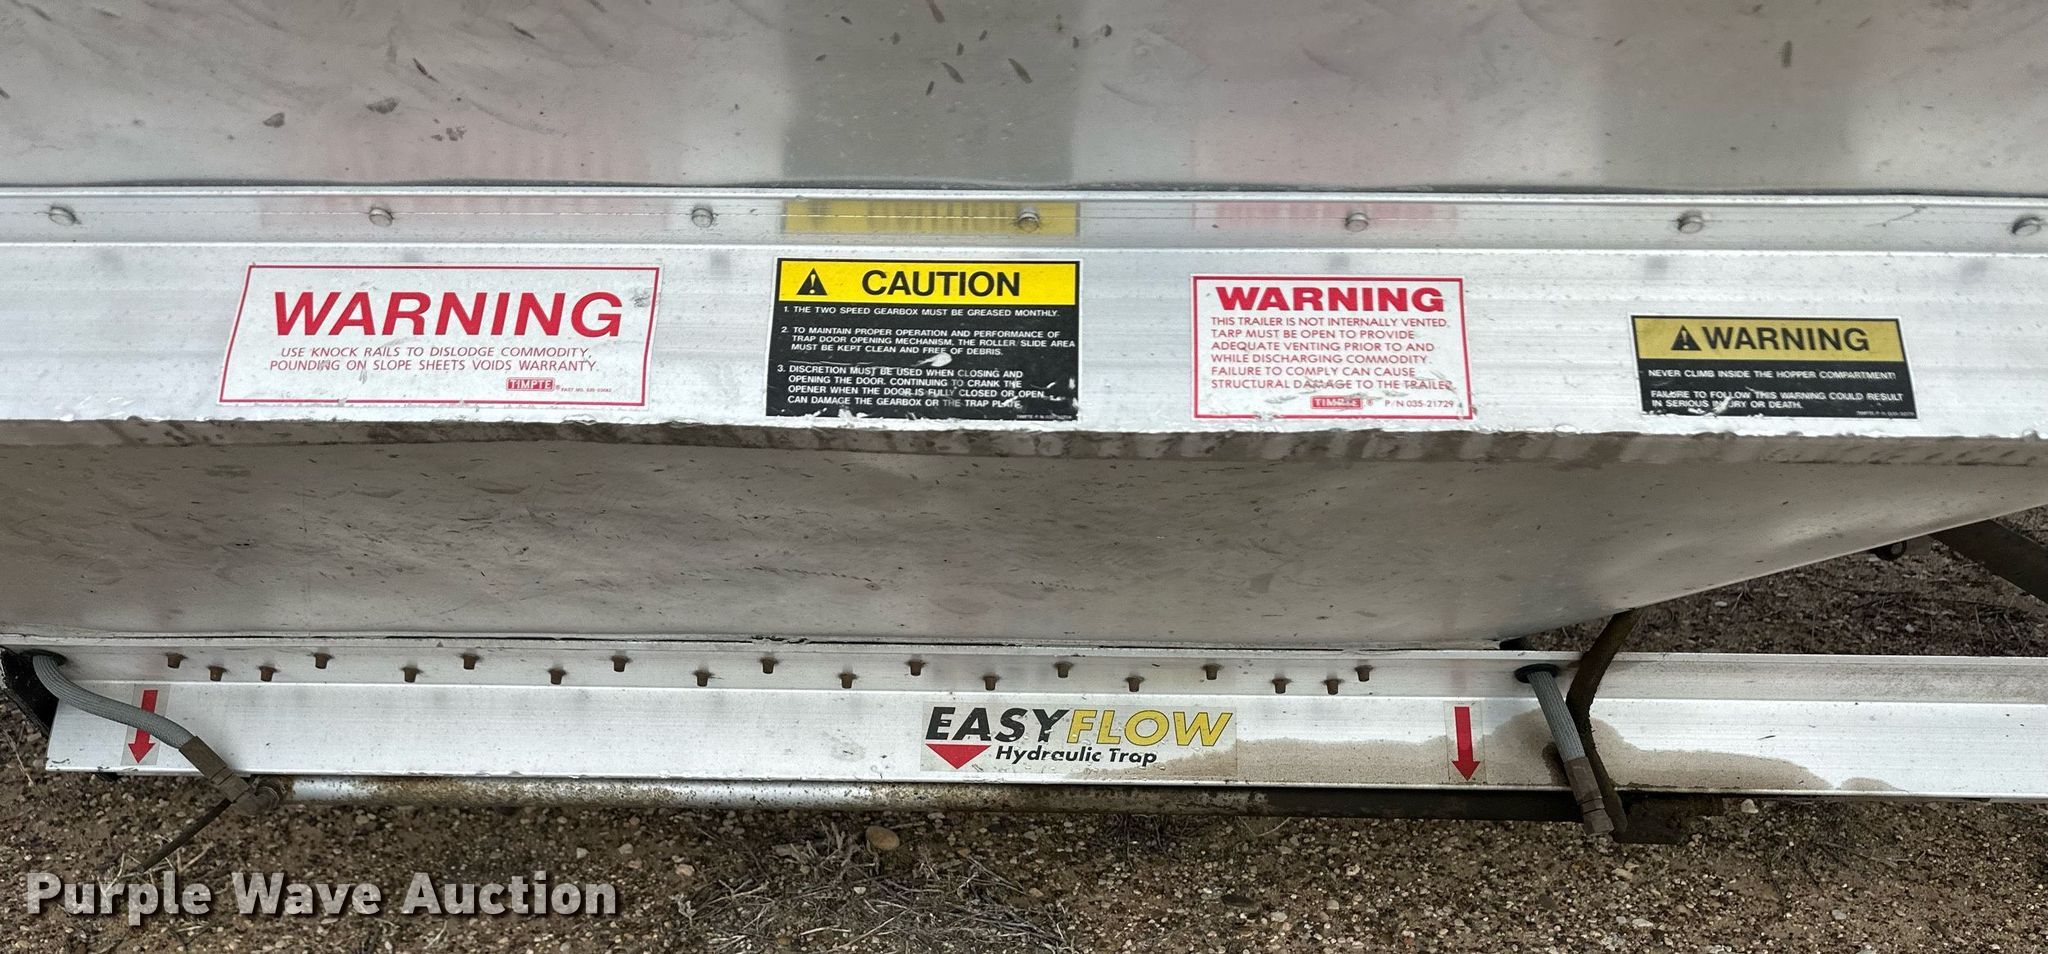 WARNING
USE KNOCK RAILS TO DISLODGE COMMODITY,
POUNDING ON SLOPE SHEETS VOIDS WARRANTY.
TIMPTE ® PART NO.
CAUTION
1. THE TWO SPEED GEARBOX MUST BE GREASED MONTHLY.
2. TO MAINTAIN PROPER OPERATION AND PERFORMANCE OF
TRAP DOOR OPENING MECHANISM, THE ROLLER/SLIDE AREA
MUST BE KEPT CLEAN AND FREE OF DEBRIS.
3. DISCRETION MUST BE USED WHEN CLOSING AND
OPENING THE DOOR. CONTINUING TO CRANK THE
OPENER WHEN THE DOOR IS FULLY CLOSED OR OPEN
CAN DAMAGE THE GEARBOX OR THE TRAP PLATE.
WARNING
THIS TRAILER IS NOT INTERNALLY VENTED.
TARP MUST BE OPEN TO PROVIDE
ADEQUATE VENTING PRIOR TO AND
WHILE DISCHARGING COMMODITY.
FAILURE TO COMPLY CAN CAUSE
STRUCTURAL DAMAGE TO THE TRAILER
TIMPTE ® P/N 035-21729
WARNING
NEVER CLIMB INSIDE THE HOPPER COMPARTMENT!
FAILURE TO FOLLOW THIS WARNING COULD RESULT
IN SERIOUS INJURY OR DEATH.
EASYFLOW
Hydraulic Trap
Purple Wave Auction